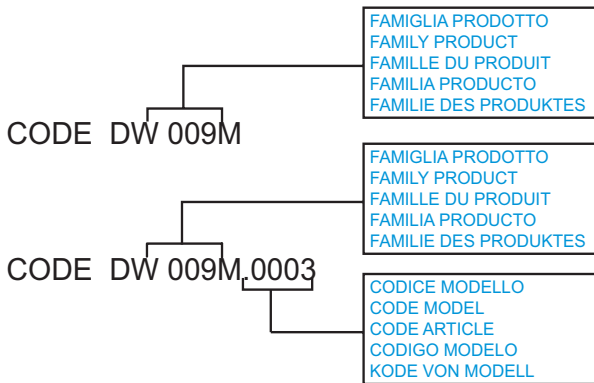 FAMIGLIA PRODOTTO
FAMILY PRODUCT
FAMILLE DU PRODUIT
FAMILIA PRODUCTO
FAMILIE DES PRODUKTES
CODE DW 009M
FAMIGLIA PRODOTTO
FAMILY PRODUCT
FAMILLE DU PRODUIT
FAMILIA PRODUCTO
FAMILIE DES PRODUKTES
CODE DW 009M.0003
CODICE MODELLO
CODE MODEL
CODE ARTICLE
CODIGO MODELO
KODE VON MODELL